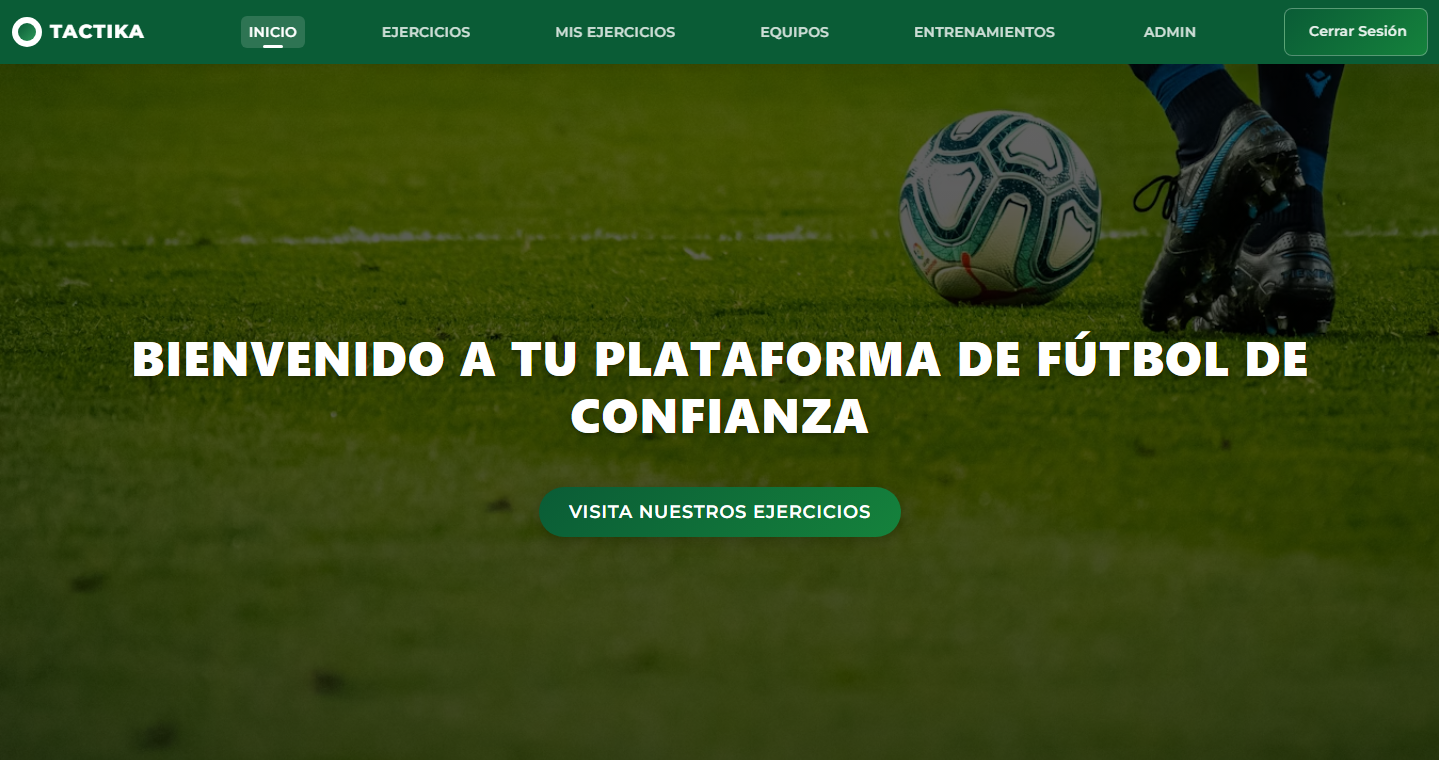 TACTIKA
INICIO
EJERCICIOS
MIS EJERCICIOS
EQUIPOS
ENTRENAMIENTOS
ADMIN
Cerrar Sesión
BIENVENIDO A TU PLATAFORMA DE FÚTBOL DE
CONFIANZA
VISITA NUESTROS EJERCICIOS